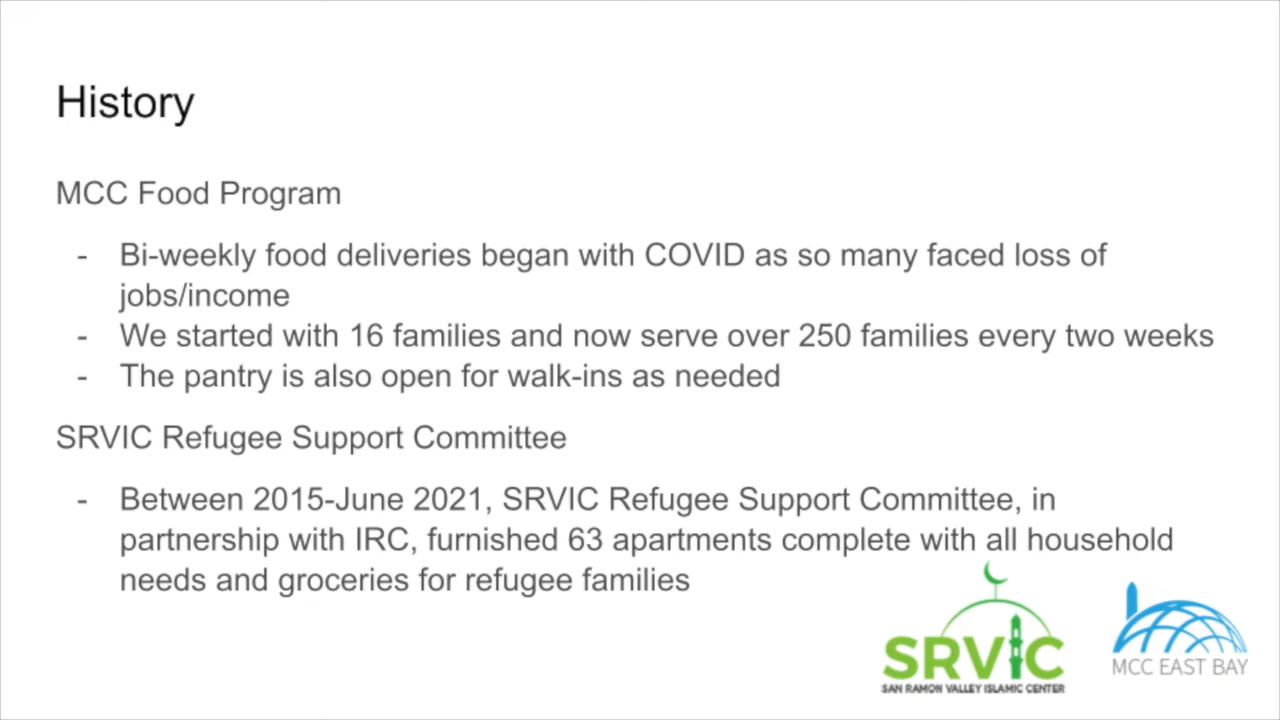 History
MCC Food Program
- Bi-weekly food deliveries began with COVID as so many faced loss of
jobs/income
- We started with 16 families and now serve over 250 families every two weeks
- The pantry is also open for walk-ins as needed
SRVIC Refugee Support Committee
- Between 2015-June 2021, SRVIC Refugee Support Committee, in
partnership with IRC, furnished 63 apartments complete with all household
needs and groceries for refugee families
SRVIC
SAN RAMON VALLEY ISLAMIC CENTER
MCC EAST BAY